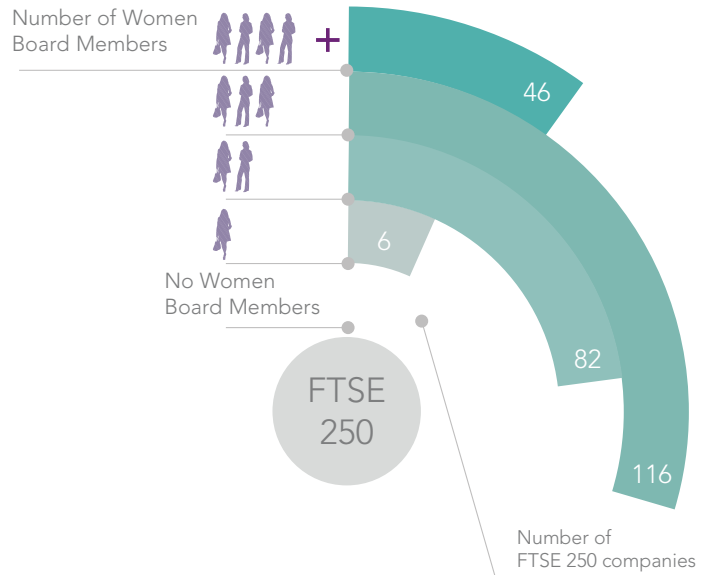 Number of Women
Board Members
+
46
6
No Women
Board Members
82
FTSE
250
116
Number of
FTSE 250 companies